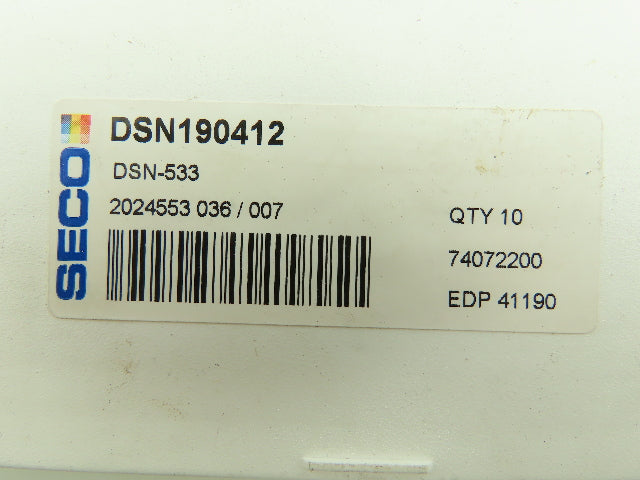 SECO
DSN190412
DSN-533
2024553 036 / 007
QTY 10
74072200
EDP 41190